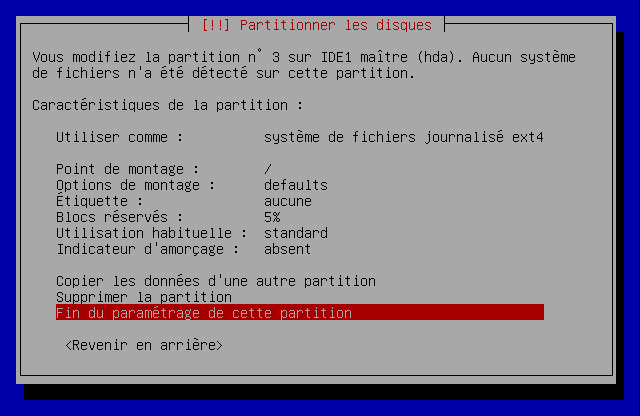 [!!] Partitionner les disques
Vous modifiez la partition n° 3 sur IDE1 maître (hda). Aucun système
de fichiers n'a été détecté sur cette partition.
Caractéristiques de la partition :
Utiliser comme : système de fichiers journalisé ext4
Point de montage : /
Options de montage : defaults
Étiquette : aucune
Blocs réservés : 5%
Utilisation habituelle : standard
Indicateur d'amorçage : absent
Copier les données d'une autre partition
Supprimer la partition
Fin du paramétrage de cette partition
<Revenir en arrière>